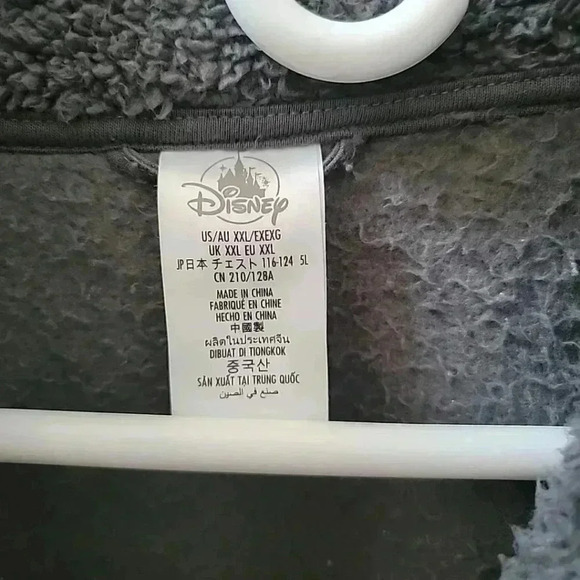 Disney
US/AU XXL/EXEXG
UK XXL EU XXL
JP日本 チェスト 116-124 5L
CN 210/128A
MADE IN CHINA
FABRIQUÉ EN CHINE
HECHO EN CHINA
中國製
ผลิตในประเทศจีน
DIBUAT DI TIONGKOK
중국산
SẢN XUẤT TẠI TRUNG QUỐC
صنع في الصين